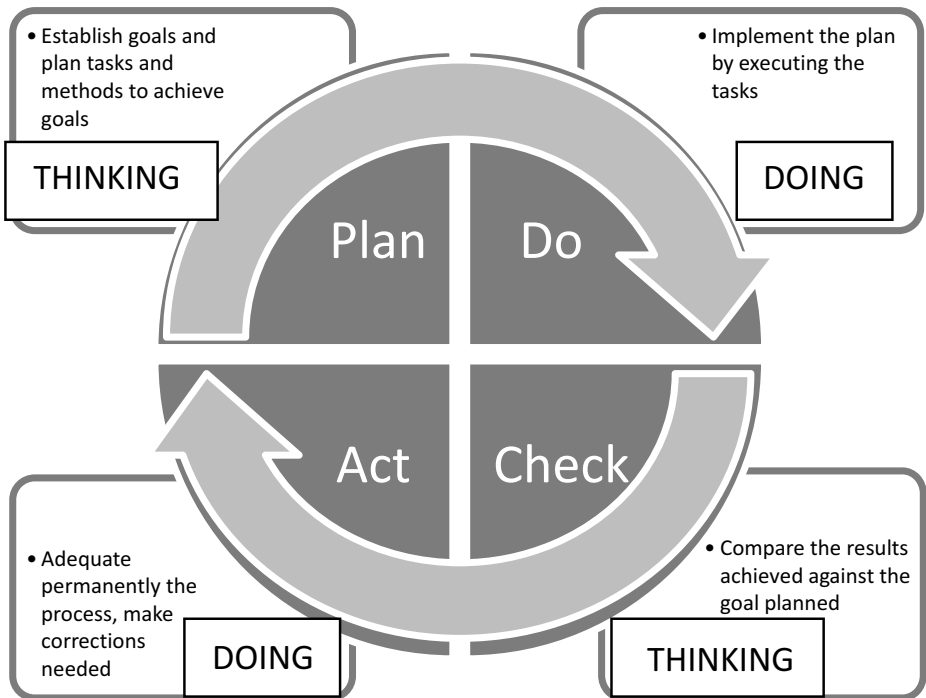 • Establish goals and
plan tasks and
methods to achieve
goals
THINKING
• Implement the plan
by executing the
tasks
DOING
Plan
Do
Act
Check
• Adequate
permanently the
process, make
corrections
needed
DOING
• Compare the results
achieved against the
goal planned
THINKING